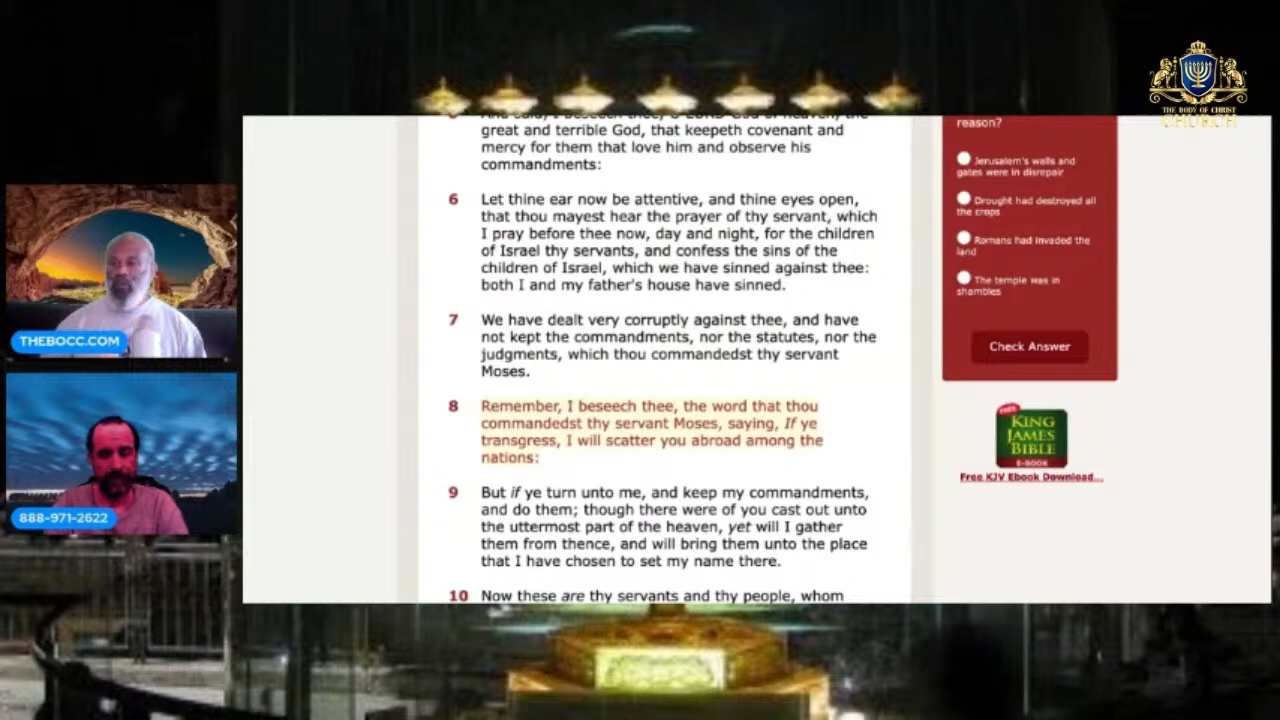 THE BODY OF CHRIST
CHURCH
And said, I beseech thee, O LORD God of heaven, the
great and terrible God, that keepeth covenant and
mercy for them that love him and observe his
commandments:
6 Let thine ear now be attentive, and thine eyes open,
that thou mayest hear the prayer of thy servant, which
I pray before thee now, day and night, for the children
of Israel thy servants, and confess the sins of the
children of Israel, which we have sinned against thee:
both I and my father's house have sinned.
7 We have dealt very corruptly against thee, and have
not kept the commandments, nor the statutes, nor the
judgments, which thou commandedst thy servant
Moses.
8 Remember, I beseech thee, the word that thou
commandedst thy servant Moses, saying, If ye
transgress, I will scatter you abroad among the
nations:
9 But if ye turn unto me, and keep my commandments,
and do them; though there were of you cast out unto
the uttermost part of the heaven, yet will I gather
them from thence, and will bring them unto the place
that I have chosen to set my name there.
10 Now these are thy servants and thy people, whom
reason?
Jerusalem's walls and
gates were in disrepair
Drought had destroyed all
the crops
Romans had invaded the
land
The temple was in
shambles
Check Answer
FREE
KING
JAMES
BIBLE
E-BOOK
Free KJV Ebook Download...
THEBOCC.COM
888-971-2622